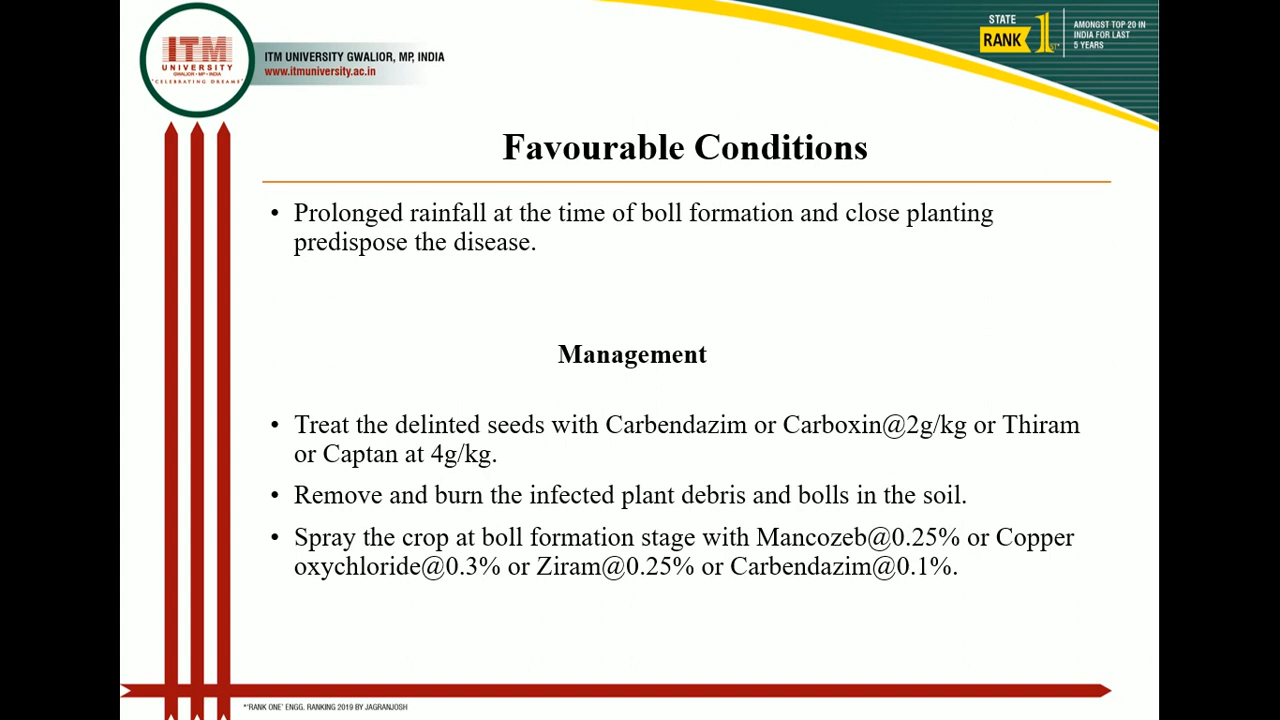 ITM
UNIVERSITY
GWALIOR • MP • INDIA
"CELEBRATING DREAMS"
ITM UNIVERSITY GWALIOR, MP, INDIA
www.itmuniversity.ac.in
STATE
RANK 1ST*
AMONGST TOP 20 IN
INDIA FOR LAST
5 YEARS
Favourable Conditions
• Prolonged rainfall at the time of boll formation and close planting
predispose the disease.
Management
• Treat the delinted seeds with Carbendazim or Carboxin@2g/kg or Thiram
or Captan at 4g/kg.
• Remove and burn the infected plant debris and bolls in the soil.
• Spray the crop at boll formation stage with Mancozeb@0.25% or Copper
oxychloride@0.3% or Ziram@0.25% or Carbendazim@0.1%.
*'RANK ONE' ENGG. RANKING 2019 BY JAGRANJOSH